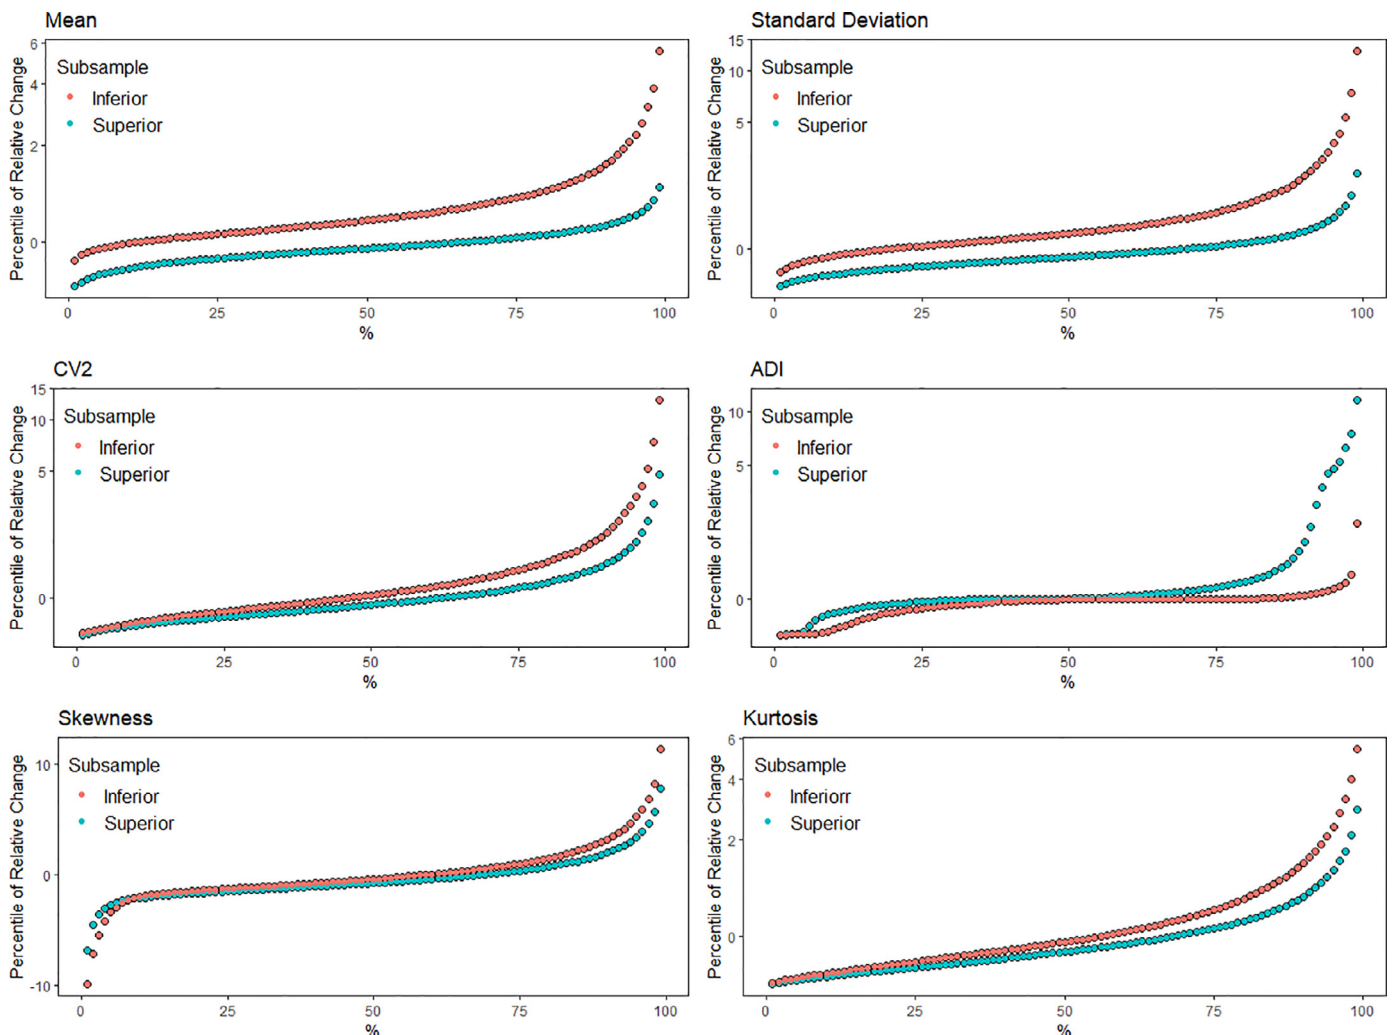 Mean
Percentile of Relative Change
6
4
2
0
Subsample
Inferior
Superior
0 25 50 75 100
%
Standard Deviation
Percentile of Relative Change
15
10
5
0
Subsample
Inferior
Superior
0 25 50 75 100
%
CV2
Percentile of Relative Change
15
10
5
0
Subsample
Inferior
Superior
0 25 50 75 100
%
ADI
Percentile of Relative Change
10
5
0
Subsample
Inferior
Superior
0 25 50 75 100
%
Skewness
Percentile of Relative Change
10
0
-10
Subsample
Inferior
Superior
0 25 50 75 100
%
Kurtosis
Percentile of Relative Change
6
4
2
0
Subsample
Inferiorr
Superior
0 25 50 75 100
%